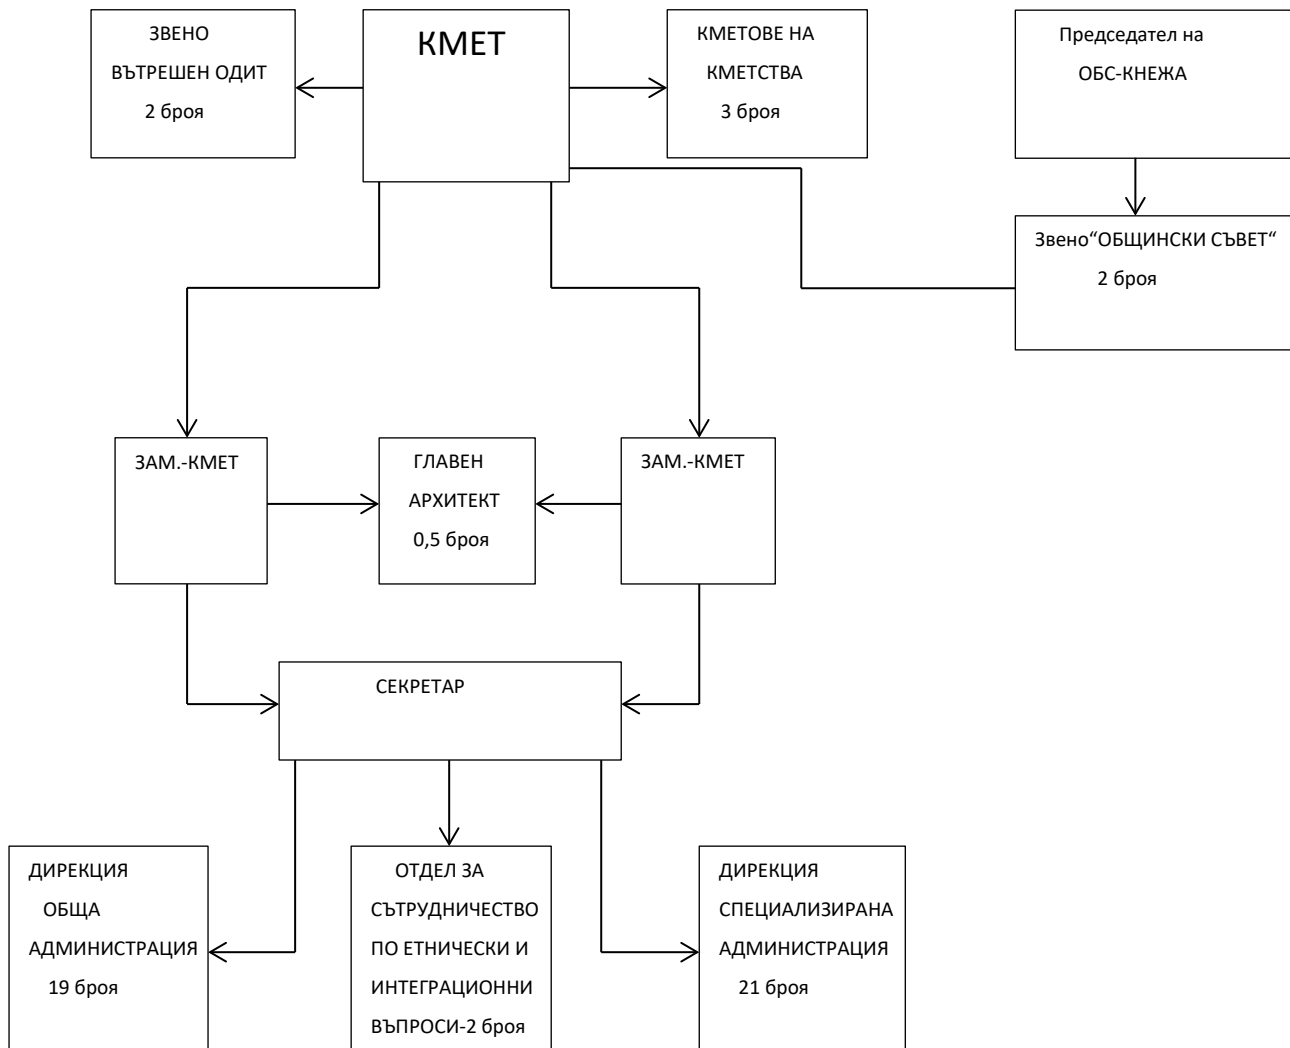 ЗВЕНО
ВЪТРЕШЕН ОДИТ
2 броя
КМЕТ
КМЕТОВЕ НА
КМЕТСТВА
3 броя
Председател на
ОБС-КНЕЖА
Звено“ОБЩИНСКИ СЪВЕТ“
2 броя
ЗАМ.-КМЕТ
ГЛАВЕН
АРХИТЕКТ
0,5 броя
ЗАМ.-КМЕТ
СЕКРЕТАР
ДИРЕКЦИЯ
ОБЩА
АДМИНИСТРАЦИЯ
19 броя
ОТДЕЛ ЗА
СЪТРУДНИЧЕСТВО
ПО ЕТНИЧЕСКИ И
ИНТЕГРАЦИОННИ
ВЪПРОСИ-2 броя
ДИРЕКЦИЯ
СПЕЦИАЛИЗИРАНА
АДМИНИСТРАЦИЯ
21 броя